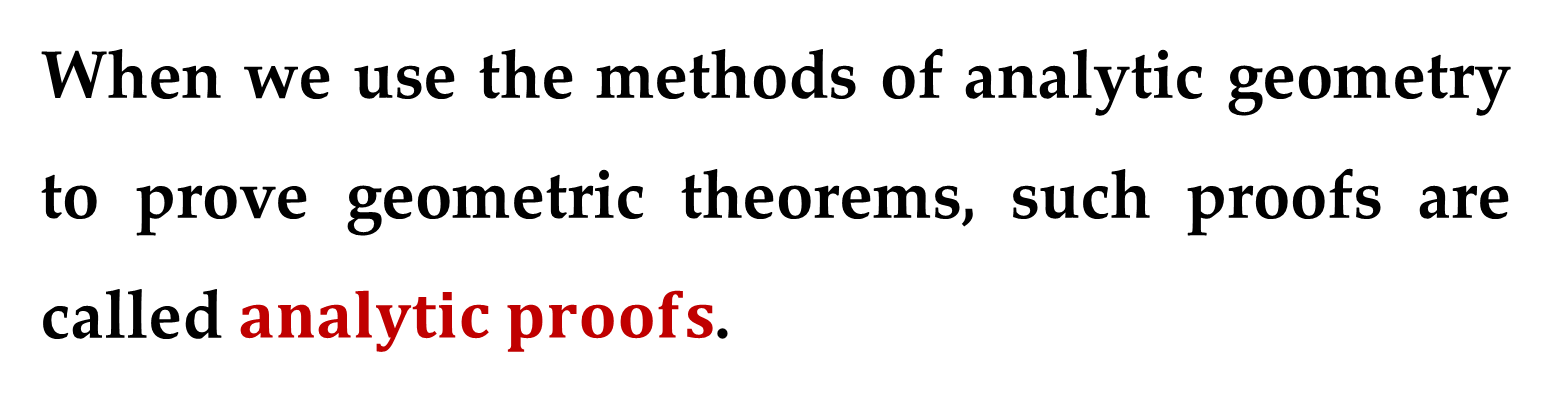 When we use the methods of analytic geometry
to prove geometric theorems, such proofs are
called analytic proofs.